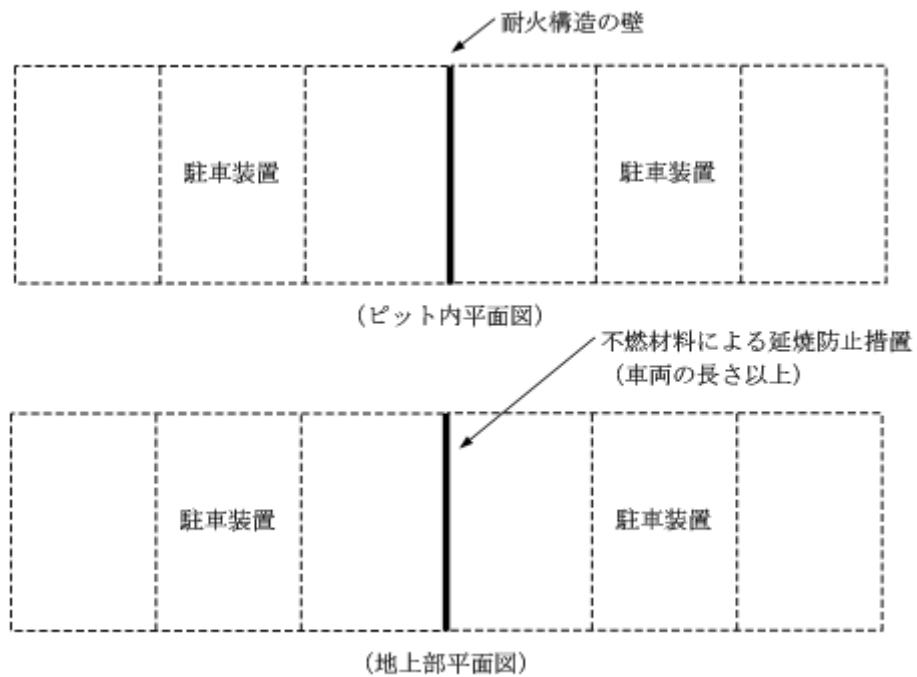 耐火構造の壁
駐車装置
駐車装置
(ピット内平面図)
不燃材料による延焼防止措置
(車両の長さ以上)
駐車装置
駐車装置
(地上部平面図)